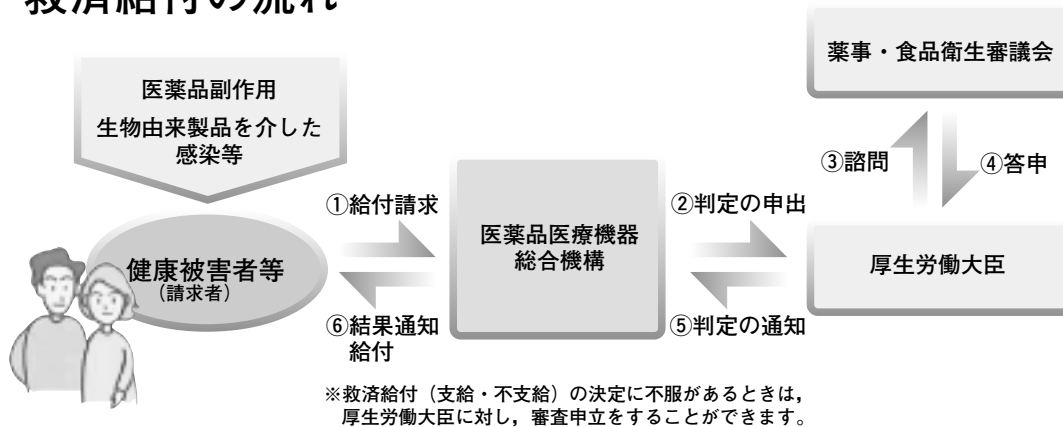 救済給付の流れ
医薬品副作用
生物由来製品を介した
感染等
健康被害者等
(請求者)
①給付請求
⑥結果通知
給付
医薬品医療機器
総合機構
②判定の申出
⑤判定の通知
薬事・食品衛生審議会
③諮問
④答申
厚生労働大臣
※救済給付(支給・不支給)の決定に不服があるときは,
厚生労働大臣に対し,審査申立をすることができます。